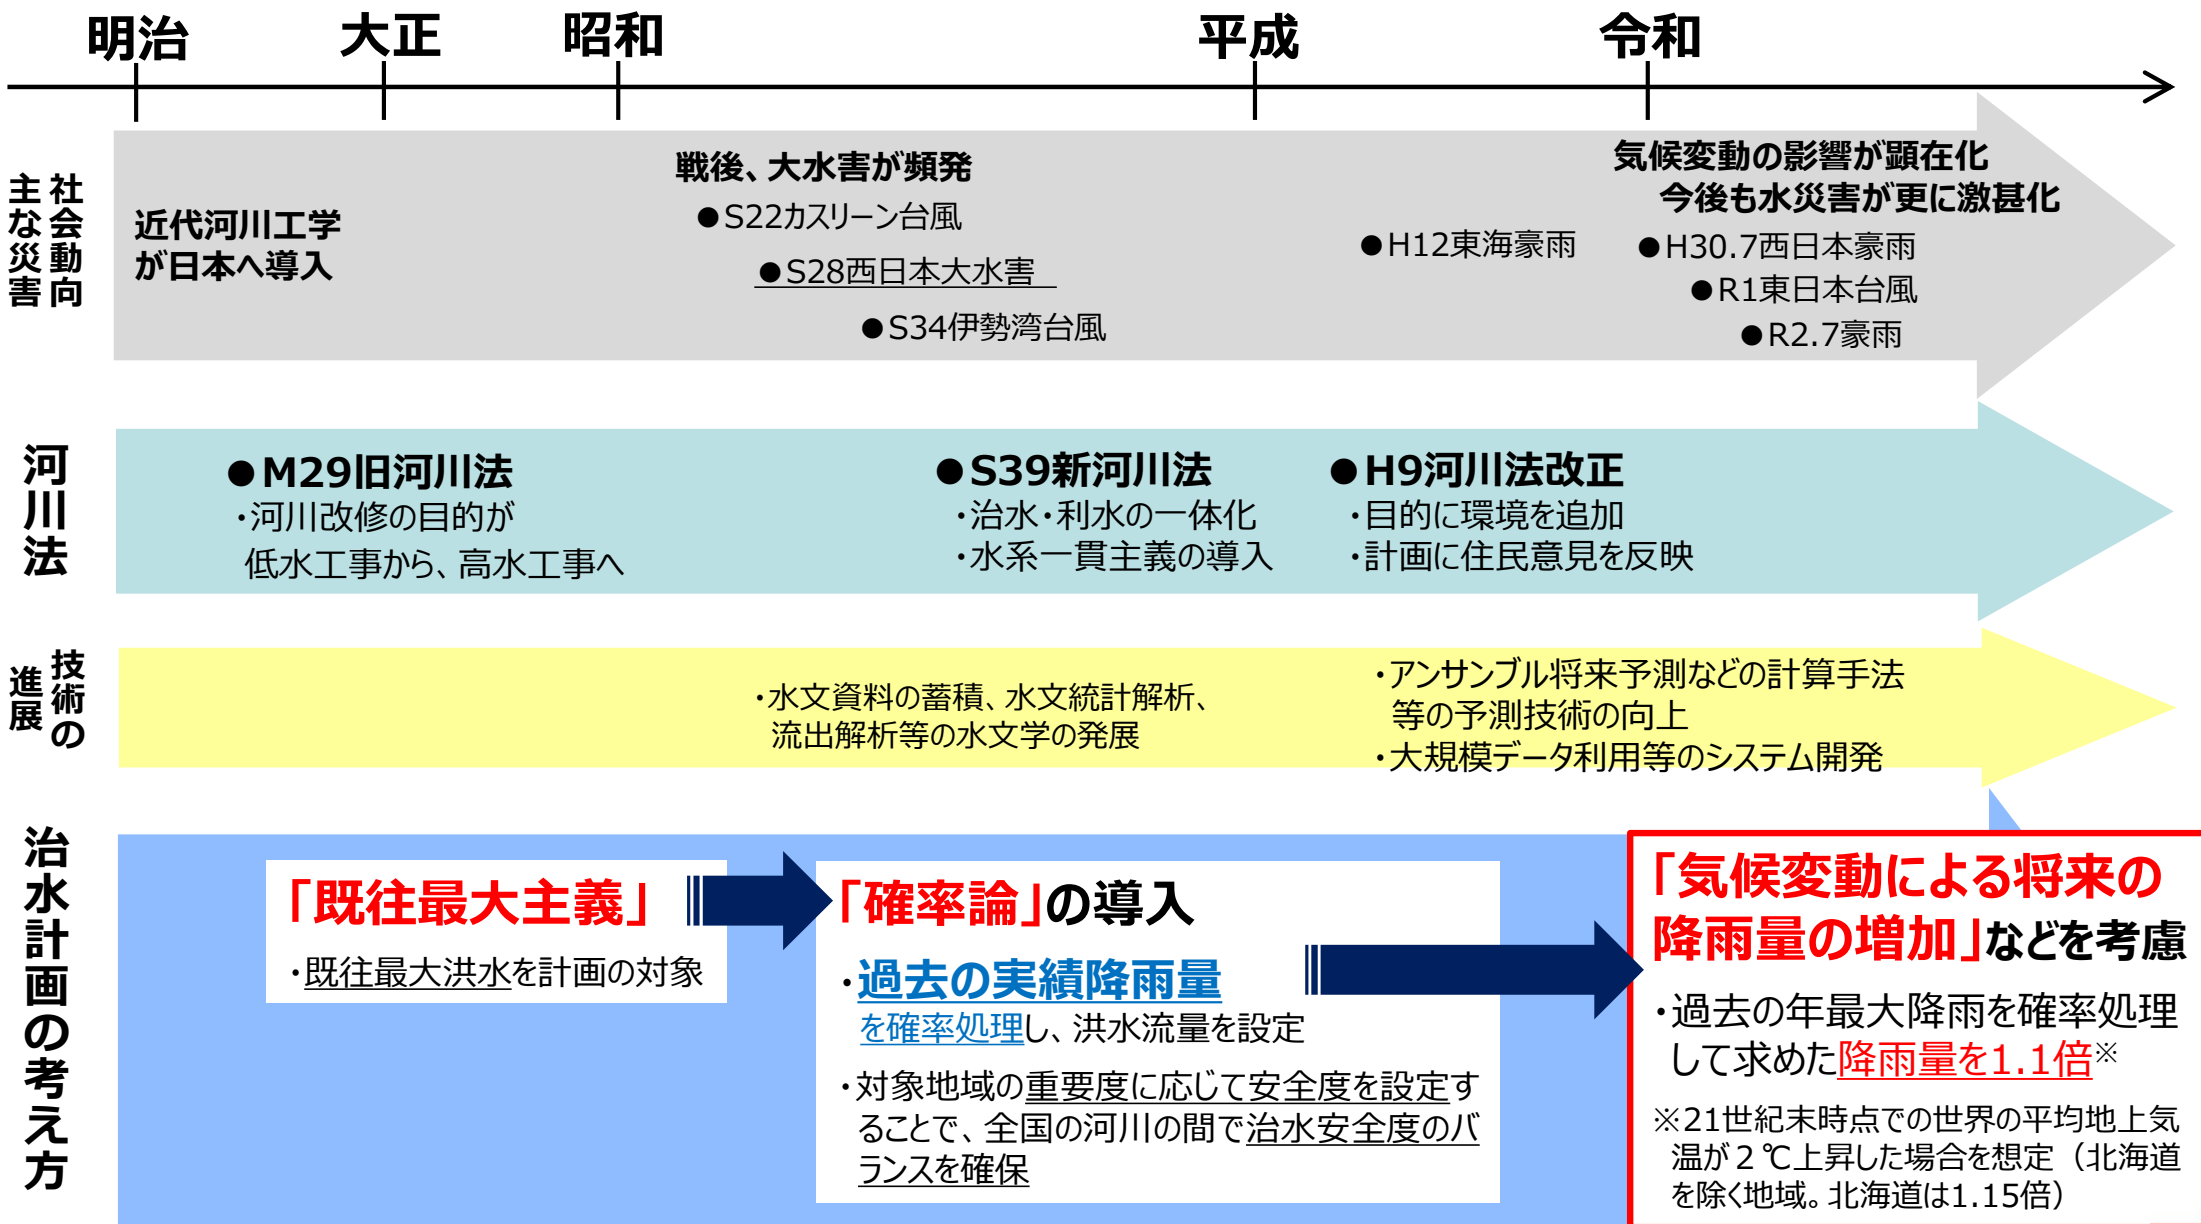 明治
大正
昭和
平成
令和
社会動向
主な災害
近代河川工学
が日本へ導入
戦後、大水害が頻発
●S22カスリーン台風
●S28西日本大水害
●S34伊勢湾台風
●H12東海豪雨
気候変動の影響が顕在化
今後も水災害が更に激甚化
●H30.7西日本豪雨
●R1東日本台風
●R2.7豪雨
河川法
●M29旧河川法
・河川改修の目的が
低水工事から、高水工事へ
●S39新河川法
・治水・利水の一体化
・水系一貫主義の導入
●H9河川法改正
・目的に環境を追加
・計画に住民意見を反映
技術の
進展
・水文資料の蓄積、水文統計解析、
流出解析等の水文学の発展
・アンサンブル将来予測などの計算手法
等の予測技術の向上
・大規模データ利用等のシステム開発
治水計画の考え方
「既往最大主義」
・既往最大洪水を計画の対象
「確率論」の導入
・過去の実績降雨量
を確率処理し、洪水流量を設定
・対象地域の重要度に応じて安全度を設定す
ることで、全国の河川の間で治水安全度のバ
ランスを確保
「気候変動による将来の
降雨量の増加」などを考慮
・過去の年最大降雨を確率処理
して求めた降雨量を1.1倍※
※21世紀末時点での世界の平均地上気
温が２℃上昇した場合を想定（北海道
を除く地域。北海道は1.15倍）